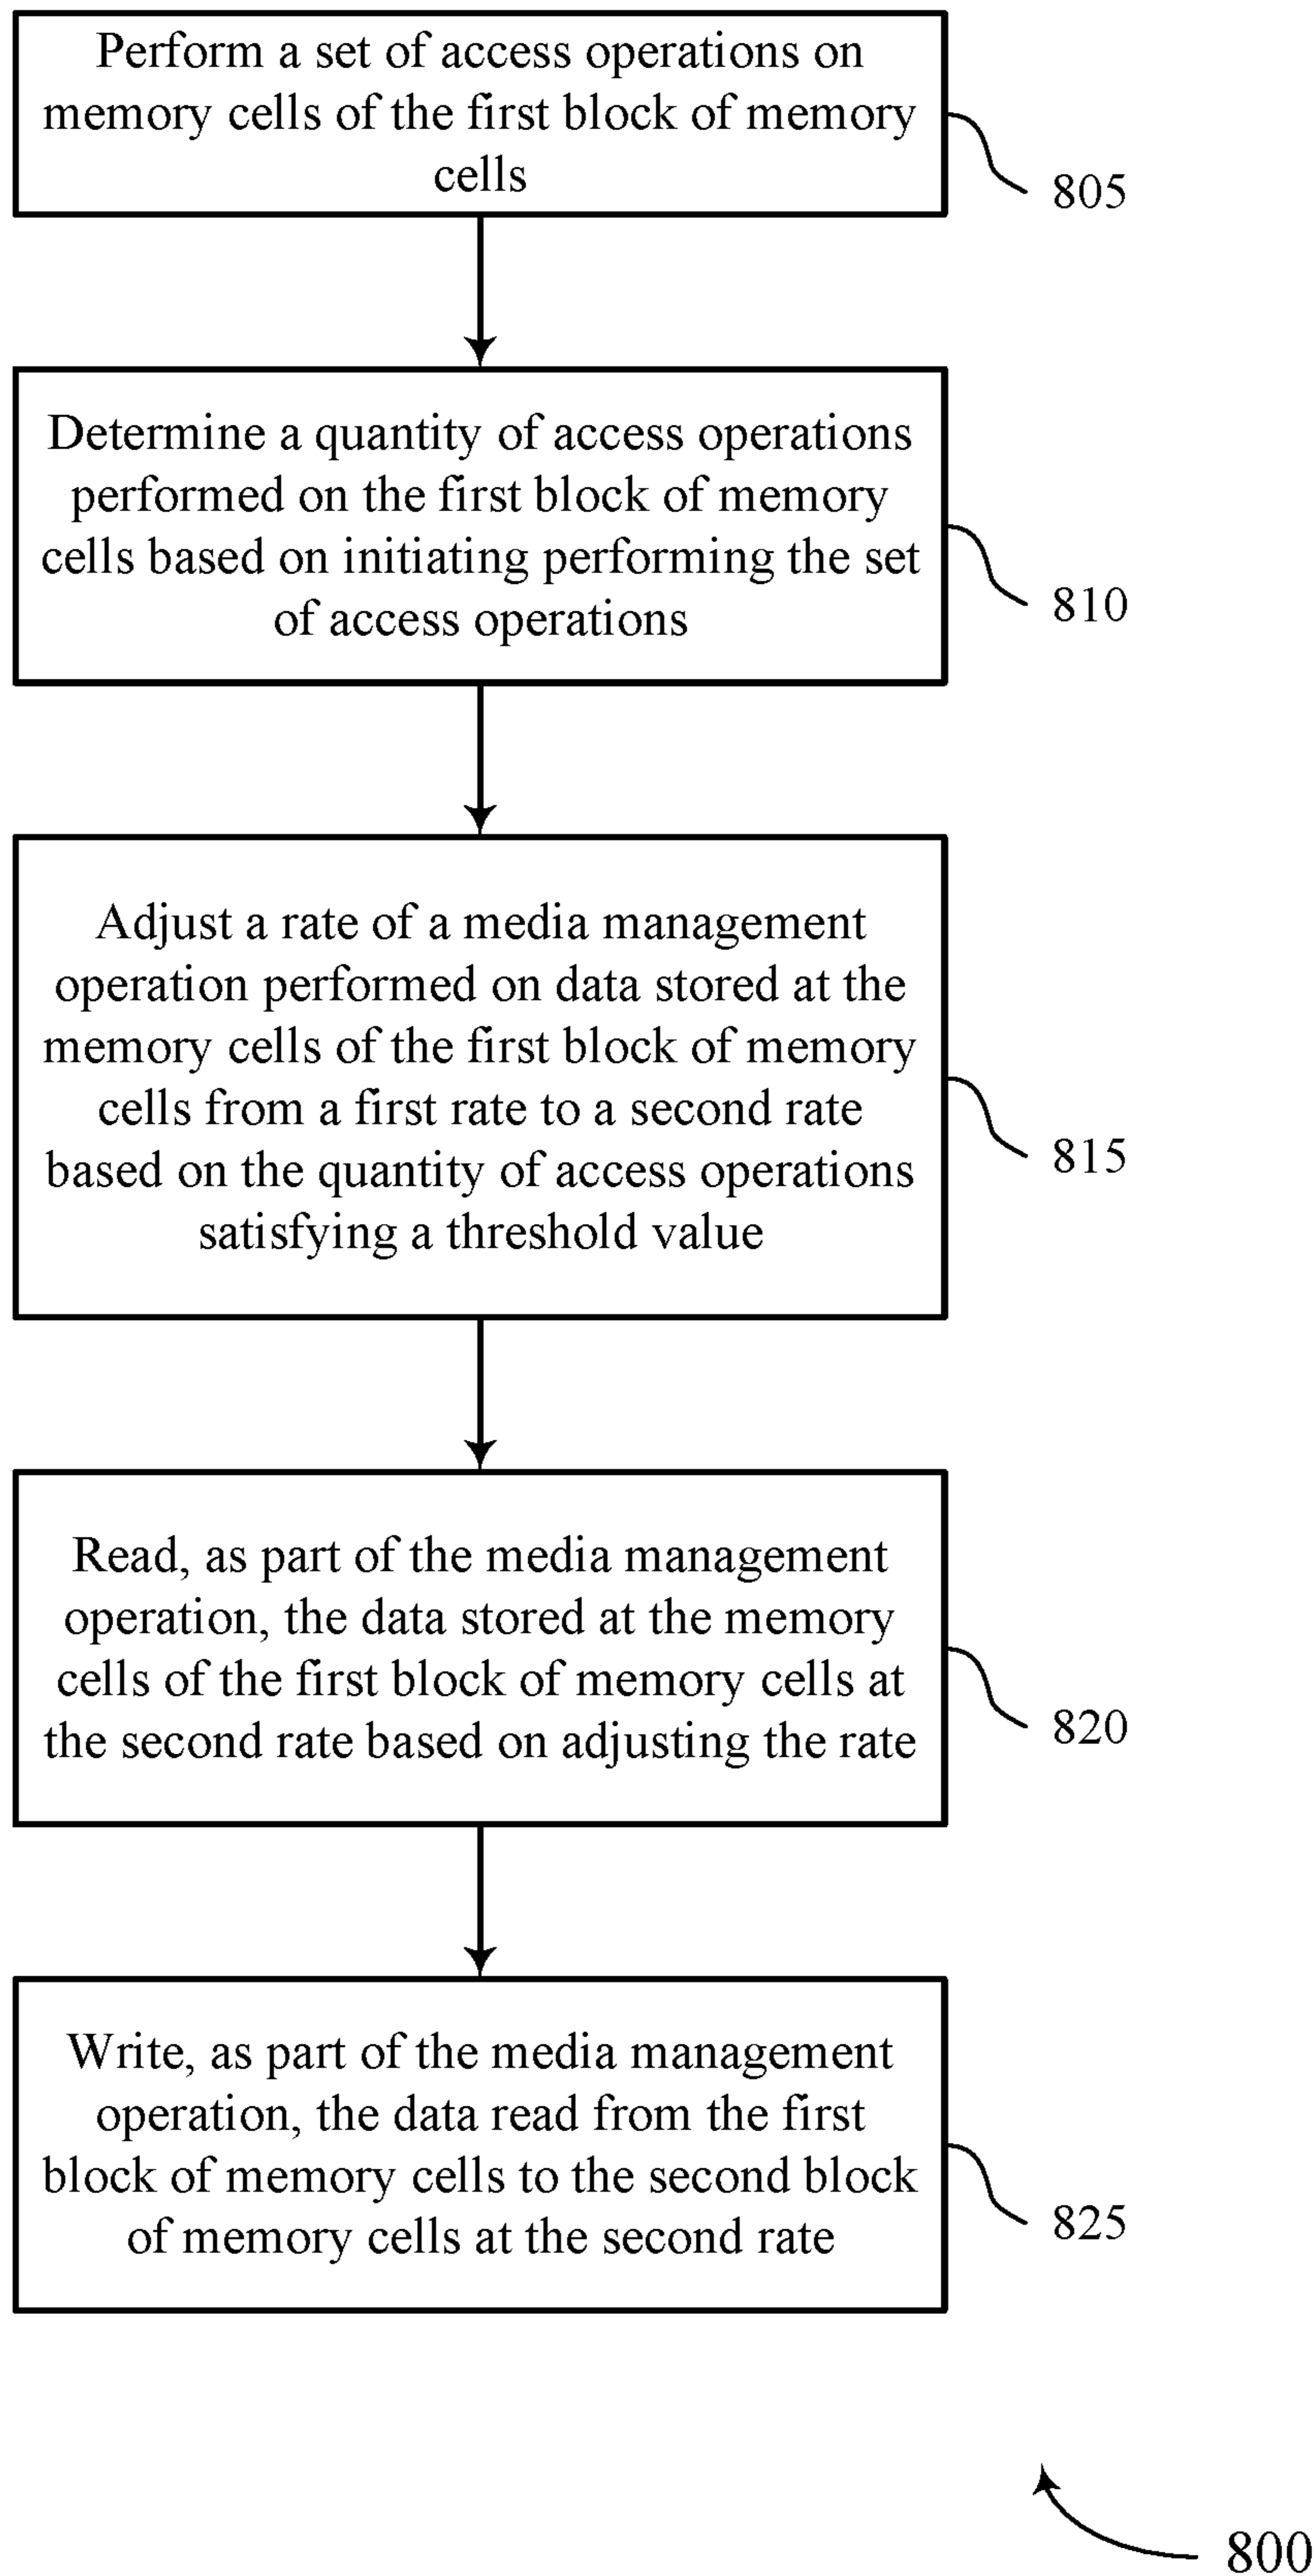 Perform a set of access operations on
memory cells of the first block of memory
cells
805
Determine a quantity of access operations
performed on the first block of memory
cells based on initiating performing the set
of access operations
810
Adjust a rate of a media management
operation performed on data stored at the
memory cells of the first block of memory
cells from a first rate to a second rate
based on the quantity of access operations
satisfying a threshold value
815
Read, as part of the media management
operation, the data stored at the memory
cells of the first block of memory cells at
the second rate based on adjusting the rate
820
Write, as part of the media management
operation, the data read from the first
block of memory cells to the second block
of memory cells at the second rate
825
800